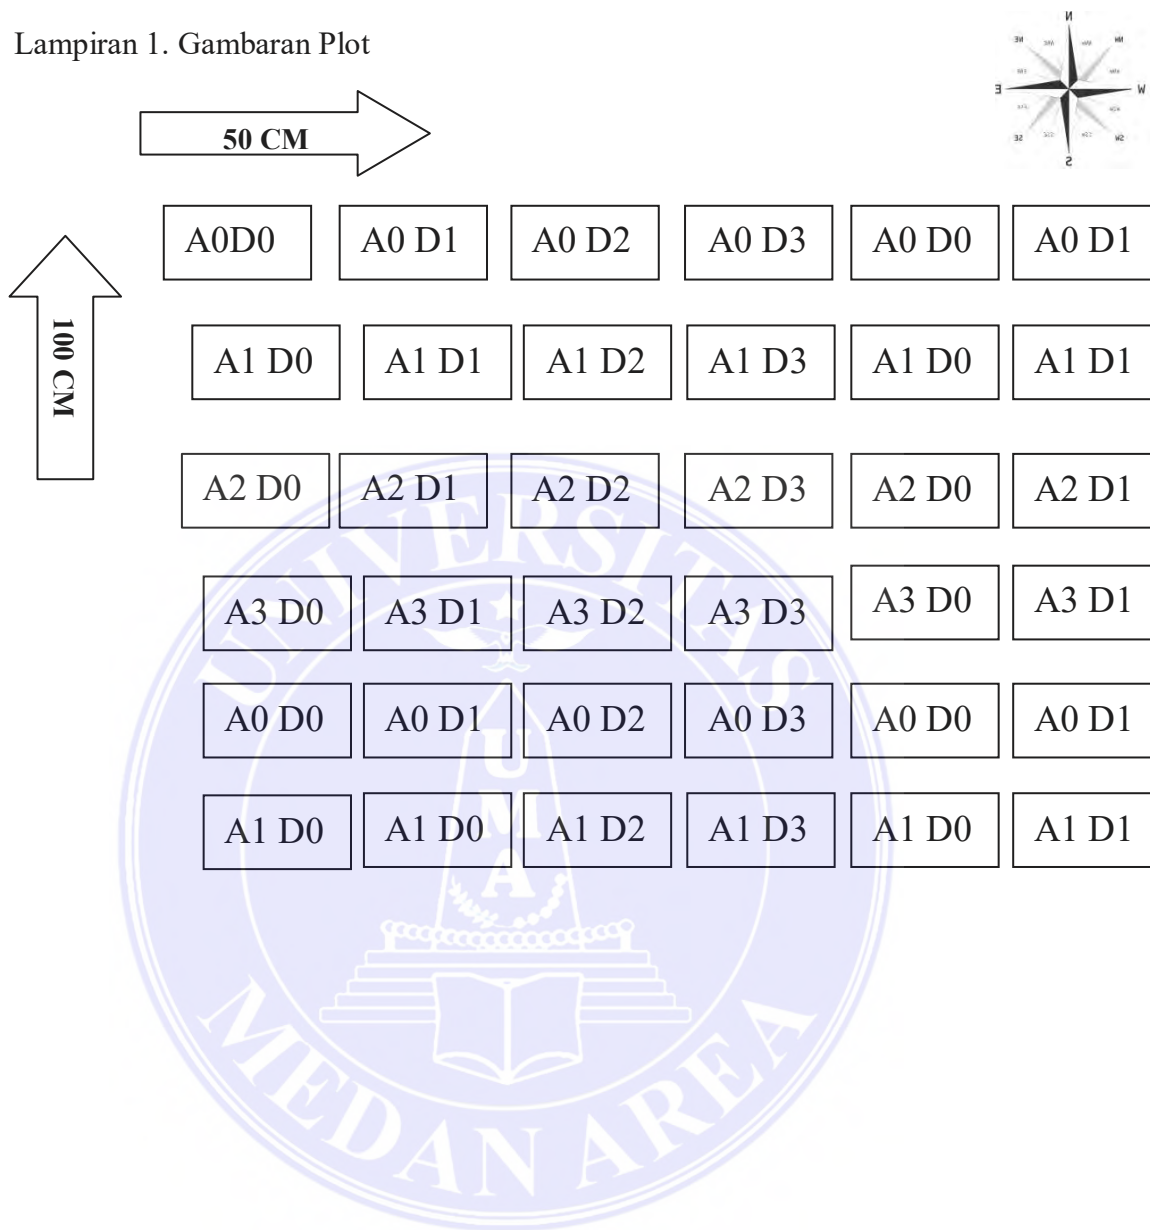 Lampiran 1. Gambaran Plot
N
E
W
S
50 CM
100 CM
A0D0 A0 D1 A0 D2 A0 D3 A0 D0 A0 D1
A1 D0 A1 D1 A1 D2 A1 D3 A1 D0 A1 D1
A2 D0 A2 D1 A2 D2 A2 D3 A2 D0 A2 D1
A3 D0 A3 D1 A3 D2 A3 D3 A3 D0 A3 D1
A0 D0 A0 D1 A0 D2 A0 D3 A0 D0 A0 D1
A1 D0 A1 D0 A1 D2 A1 D3 A1 D0 A1 D1
UNIVERSITAS
UMA
MEDAN AREA